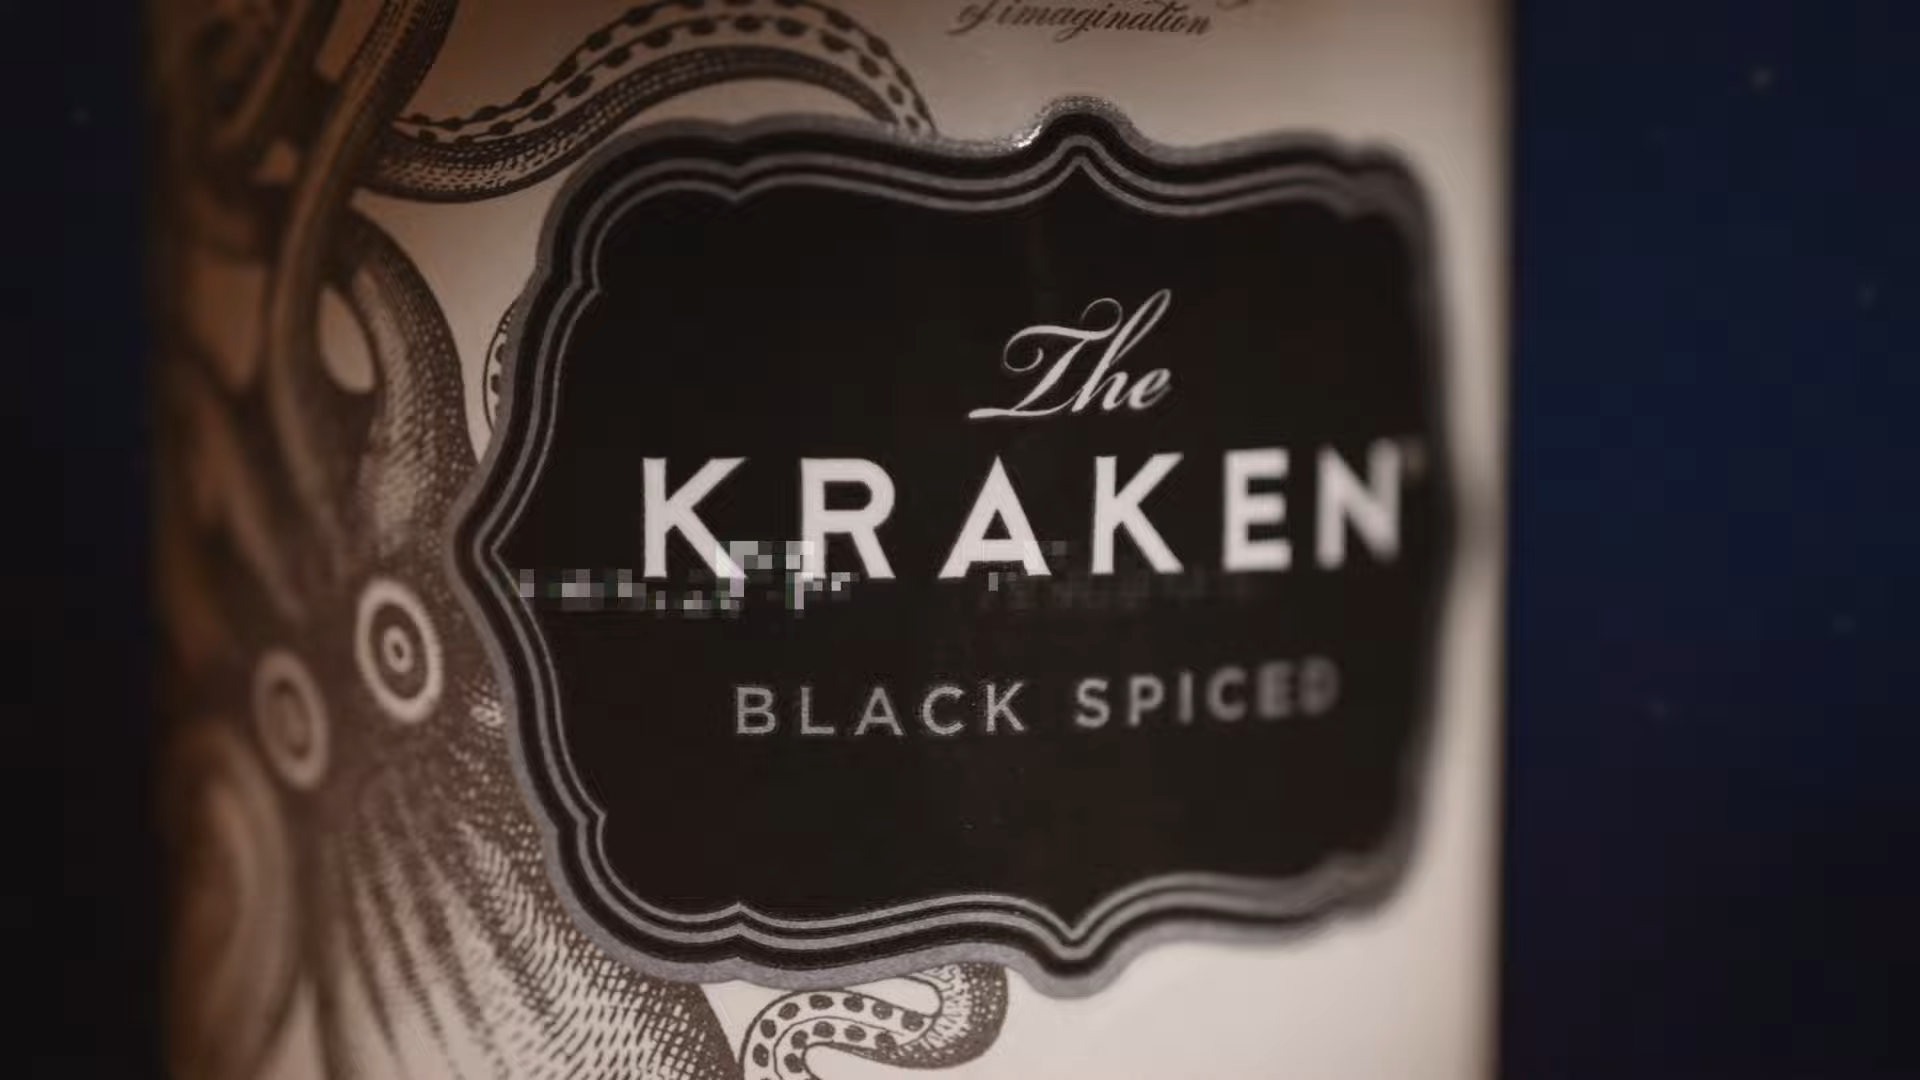 of imagination
The
KRAKEN
BLACK SPICED